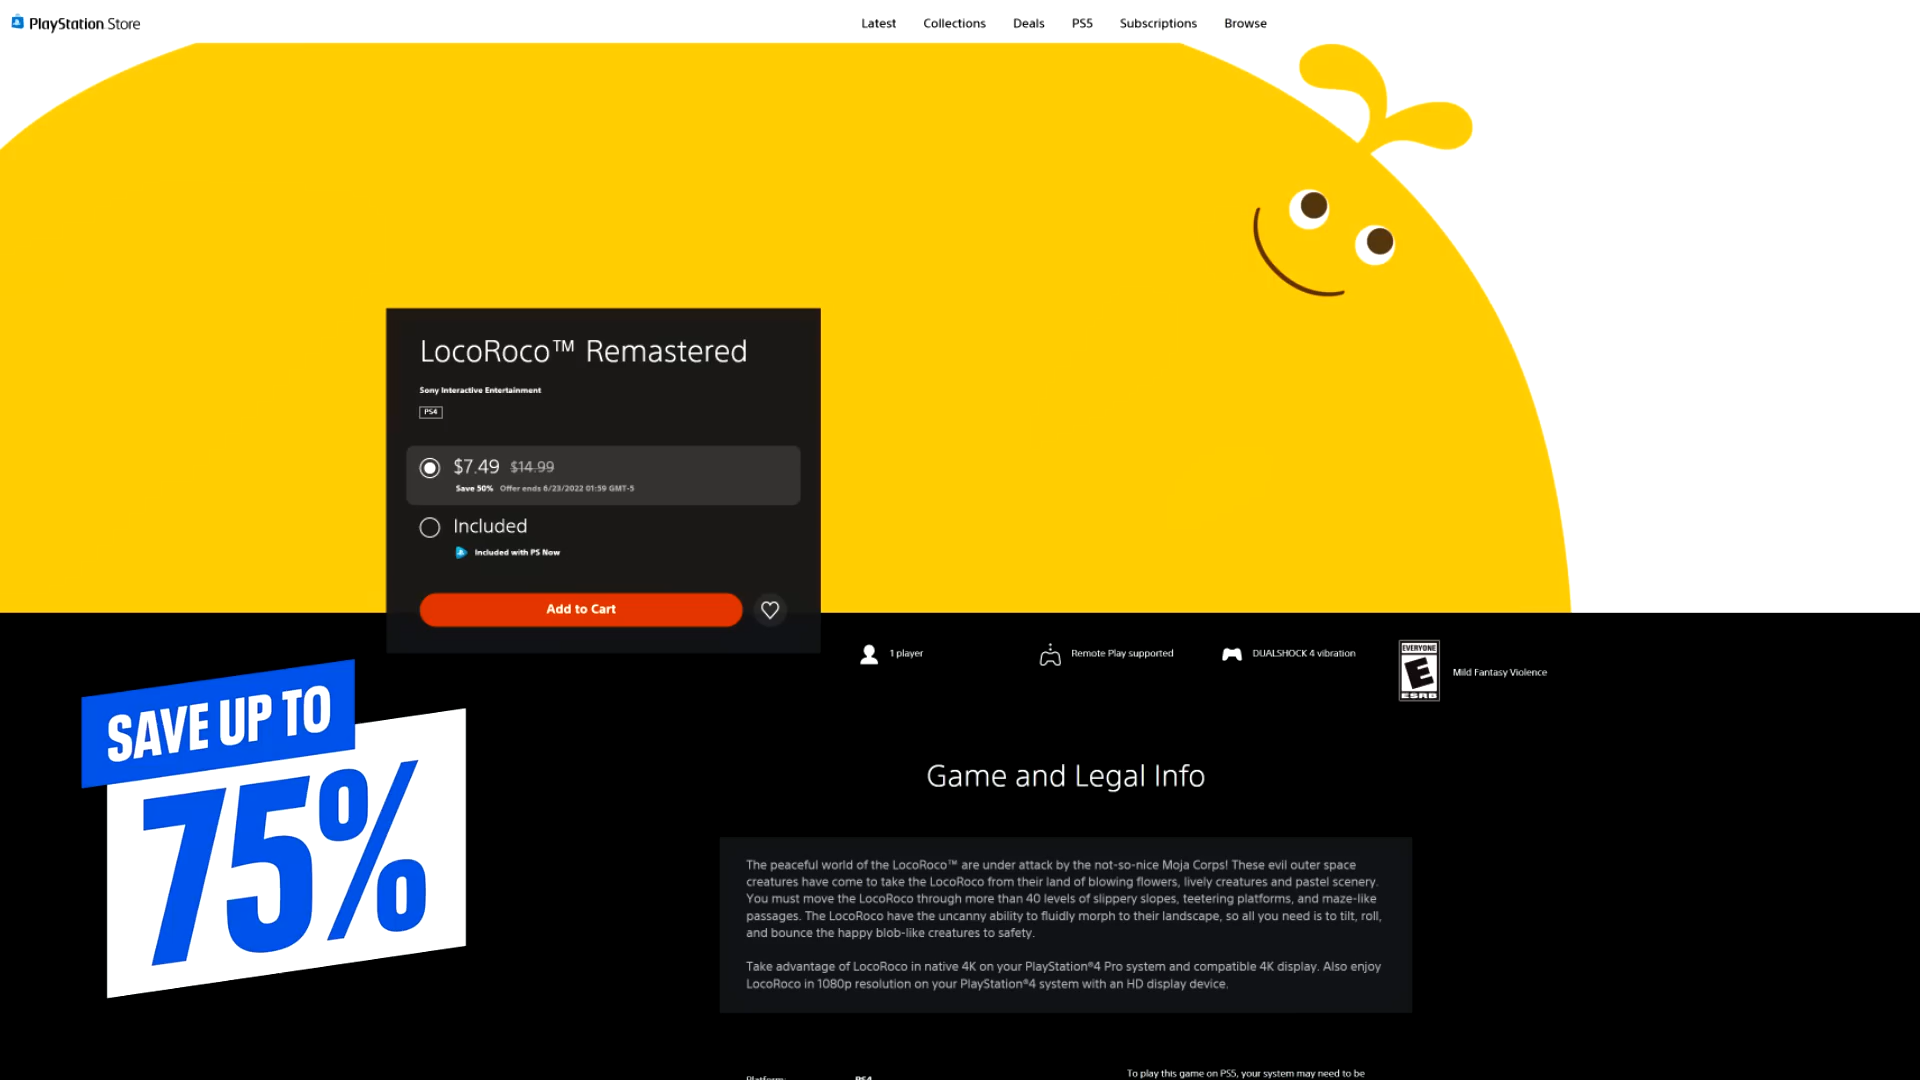 PlayStation Store
Latest
Collections
Deals
PS5
Subscriptions
Browse
LocoRoco™ Remastered
Sony Interactive Entertainment
PS4
$7.49 $14.99
Save 50% Offer ends 6/23/2022 01:59 GMT-5
Included
Included with PS Now
Add to Cart
1 player
Remote Play supported
DUALSHOCK 4 vibration
EVERYONE
E
ESRB
Mild Fantasy Violence
SAVE UP TO
75%
Game and Legal Info
The peaceful world of the LocoRoco™ are under attack by the not-so-nice Moja Corps! These evil outer space
creatures have come to take the LocoRoco from their land of blowing flowers, lively creatures and pastel scenery.
You must move the LocoRoco through more than 40 levels of slippery slopes, teetering platforms, and maze-like
passages. The LocoRoco have the uncanny ability to fluidly morph to their landscape, so all you need is to tilt, roll,
and bounce the happy blob-like creatures to safety.
Take advantage of LocoRoco in native 4K on your PlayStation®4 Pro system and compatible 4K display. Also enjoy
LocoRoco in 1080p resolution on your PlayStation®4 system with an HD display device.
Platform:
PS4
To play this game on PS5, your system may need to be